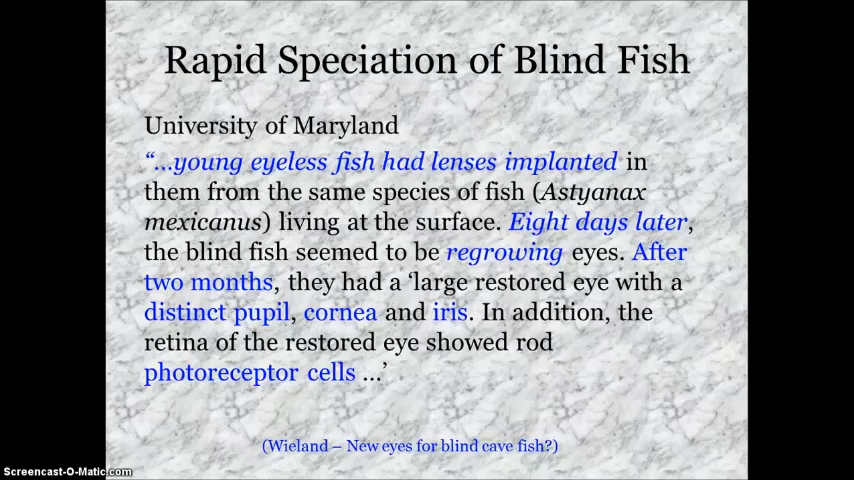 Rapid Speciation of Blind Fish
University of Maryland
“…young eyeless fish had lenses implanted in
them from the same species of fish (Astyanax
mexicanus) living at the surface. Eight days later,
the blind fish seemed to be regrowing eyes. After
two months, they had a ‘large restored eye with a
distinct pupil, cornea and iris. In addition, the
retina of the restored eye showed rod
photoreceptor cells …’
(Wieland – New eyes for blind cave fish?)
Screencast-O-Matic.com